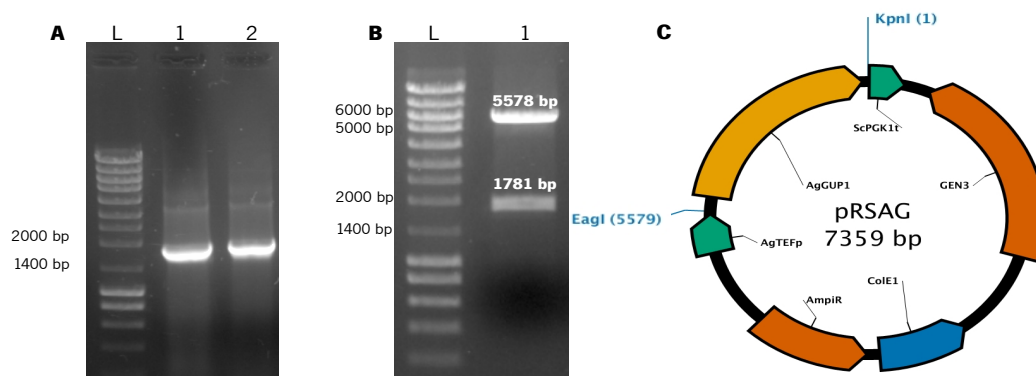 A
L 1 2
2000 bp
1400 bp
B
L 1
6000 bp
5000 bp
2000 bp
1400 bp
5578 bp
1781 bp
C
KpnI (1)
ScPGK1t
AgGUP1
GEN3
pRSAG
7359 bp
EagI (5579)
AgTEFp
ColE1
AmpiR